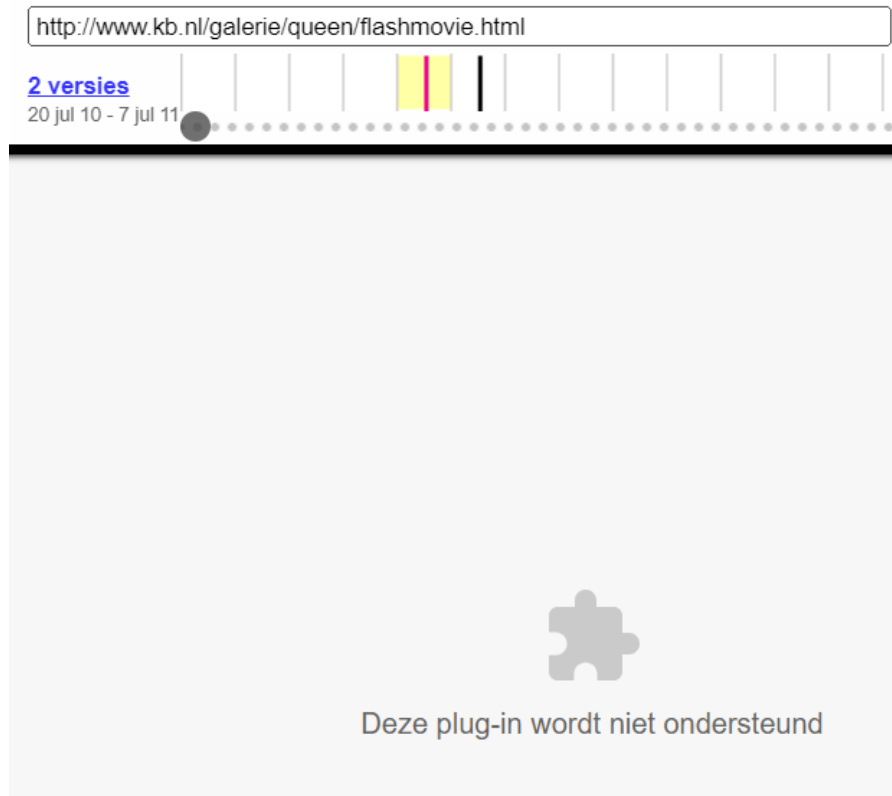 http://www.kb.nl/galerie/queen/flashmovie.html
2 versies
20 jul 10 - 7 jul 11
Deze plug-in wordt niet ondersteund